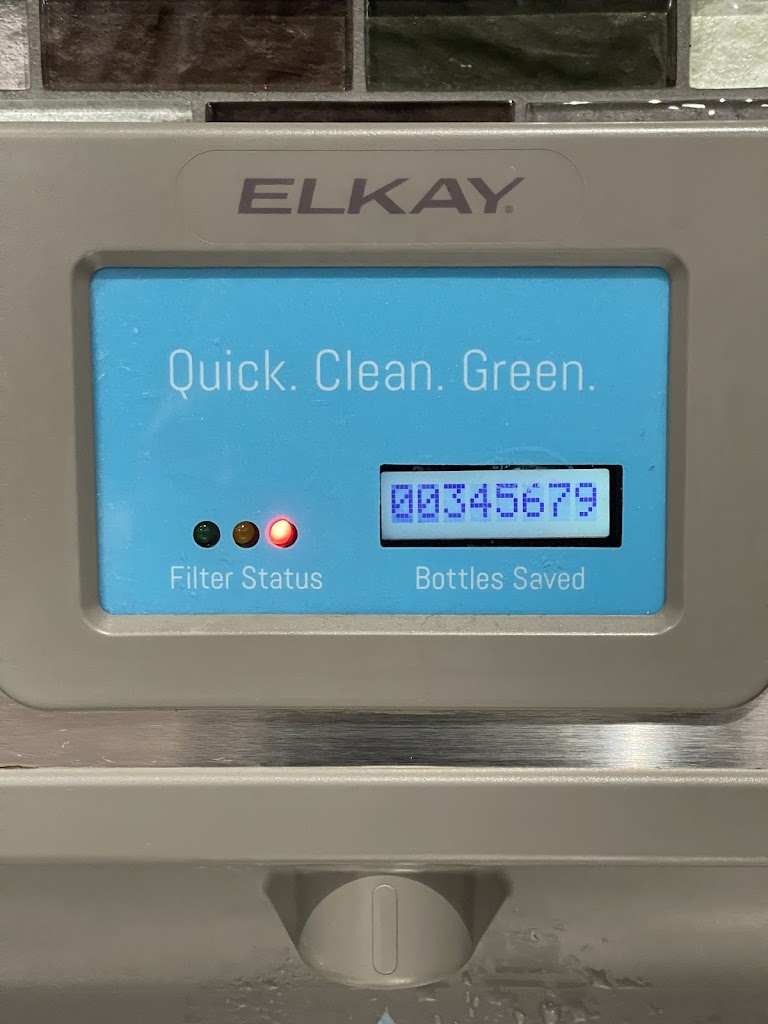 ELKAY®
Quick. Clean. Green.
00345679
Filter Status
Bottles Saved